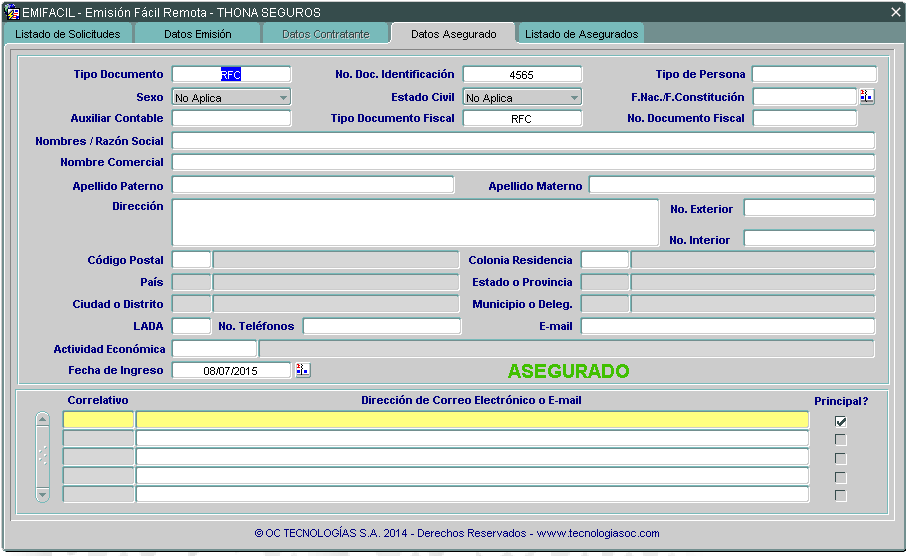 EMIFACIL - Emisión Fácil Remota - THONA SEGUROS
Listado de Solicitudes Datos Emisión Datos Contratante Datos Asegurado Listado de Asegurados
Tipo Documento RFC No. Doc. Identificación 4565 Tipo de Persona
Sexo No Aplica Estado Civil No Aplica F.Nac./F.Constitución
Auxiliar Contable Tipo Documento Fiscal RFC No. Documento Fiscal
Nombres / Razón Social
Nombre Comercial
Apellido Paterno Apellido Materno
Dirección No. Exterior
No. Interior
Código Postal Colonia Residencia
País Estado o Provincia
Ciudad o Distrito Municipio o Deleg.
LADA No. Teléfonos E-mail
Actividad Económica
Fecha de Ingreso 08/07/2015 ASEGURADO
Correlativo Dirección de Correo Electrónico o E-mail Principal?
© OC TECNOLOGÍAS S.A. 2014 - Derechos Reservados - www.tecnologiasoc.com